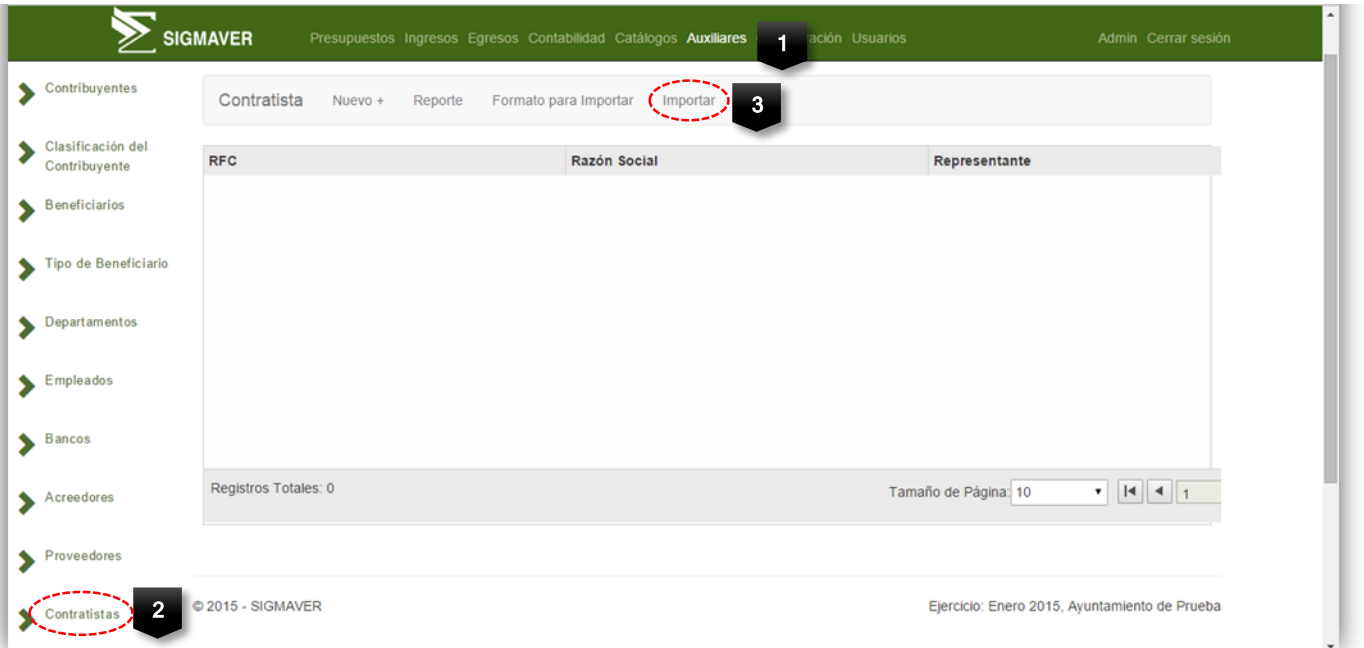 SIGMAVER
Presupuestos Ingresos Egresos Contabilidad Catálogos Auxiliares 1 ación Usuarios
Admin Cerrar sesión
Contribuyentes
Clasificación del
Contribuyente
Beneficiarios
Tipo de Beneficiario
Departamentos
Empleados
Bancos
Acreedores
Proveedores
Contratistas 2
Contratista Nuevo + Reporte Formato para Importar Importar 3
RFC Razón Social Representante
Registros Totales: 0
Tamaño de Página: 10 1
© 2015 - SIGMAVER
Ejercicio: Enero 2015, Ayuntamiento de Prueba